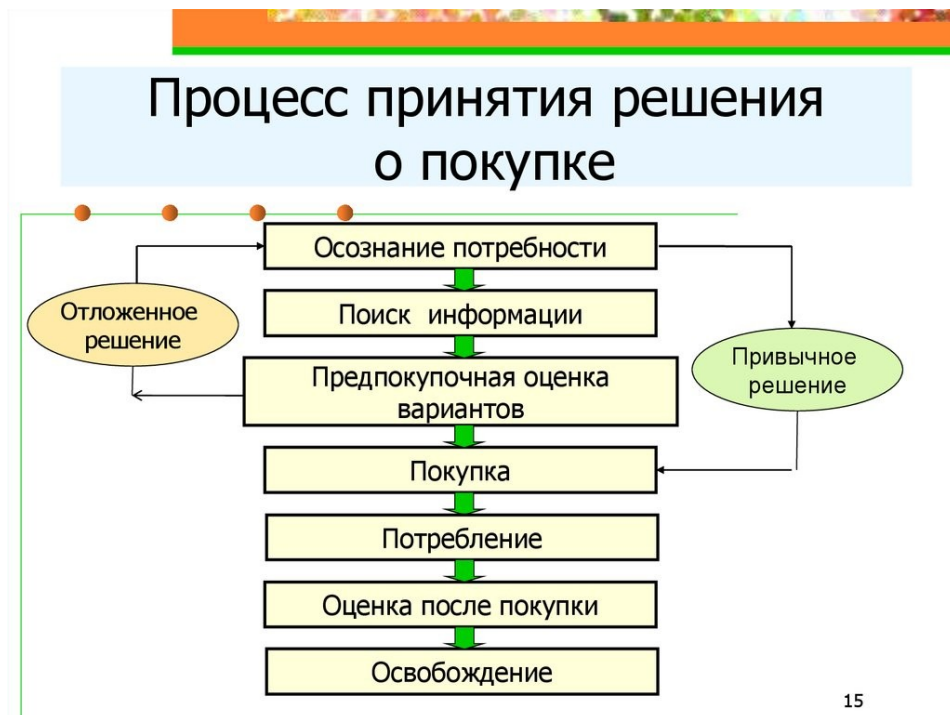 Процесс принятия решения
о покупке
Осознание потребности
Поиск информации
Отложенное
решение
Предпокупочная оценка
вариантов
Привычное
решение
Покупка
Потребление
Оценка после покупки
Освобождение
15